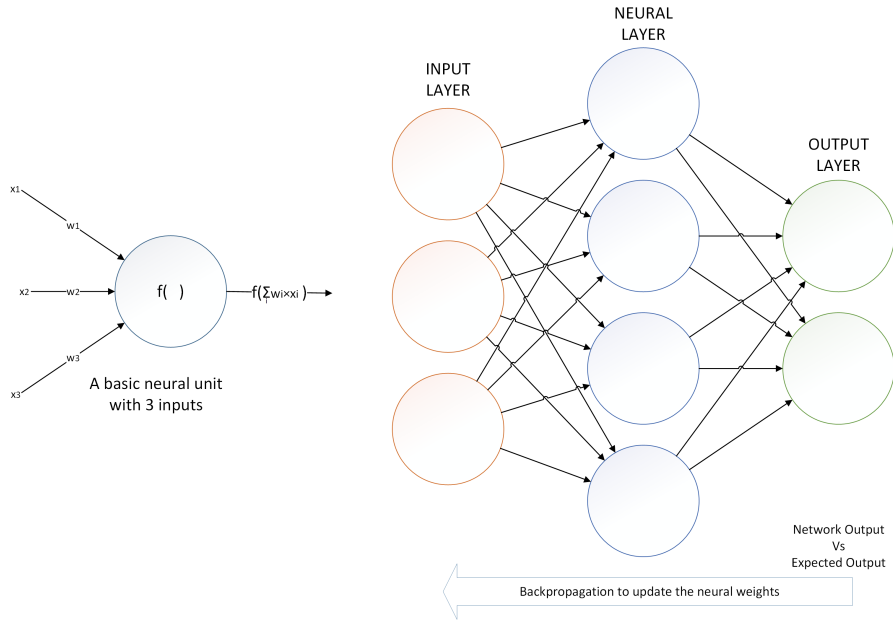 x1
w1
x2
w2
w3
x3
f( )
f(∑wi×xi )
i
A basic neural unit
with 3 inputs
INPUT
LAYER
NEURAL
LAYER
OUTPUT
LAYER
Network Output
Vs
Expected Output
Backpropagation to update the neural weights